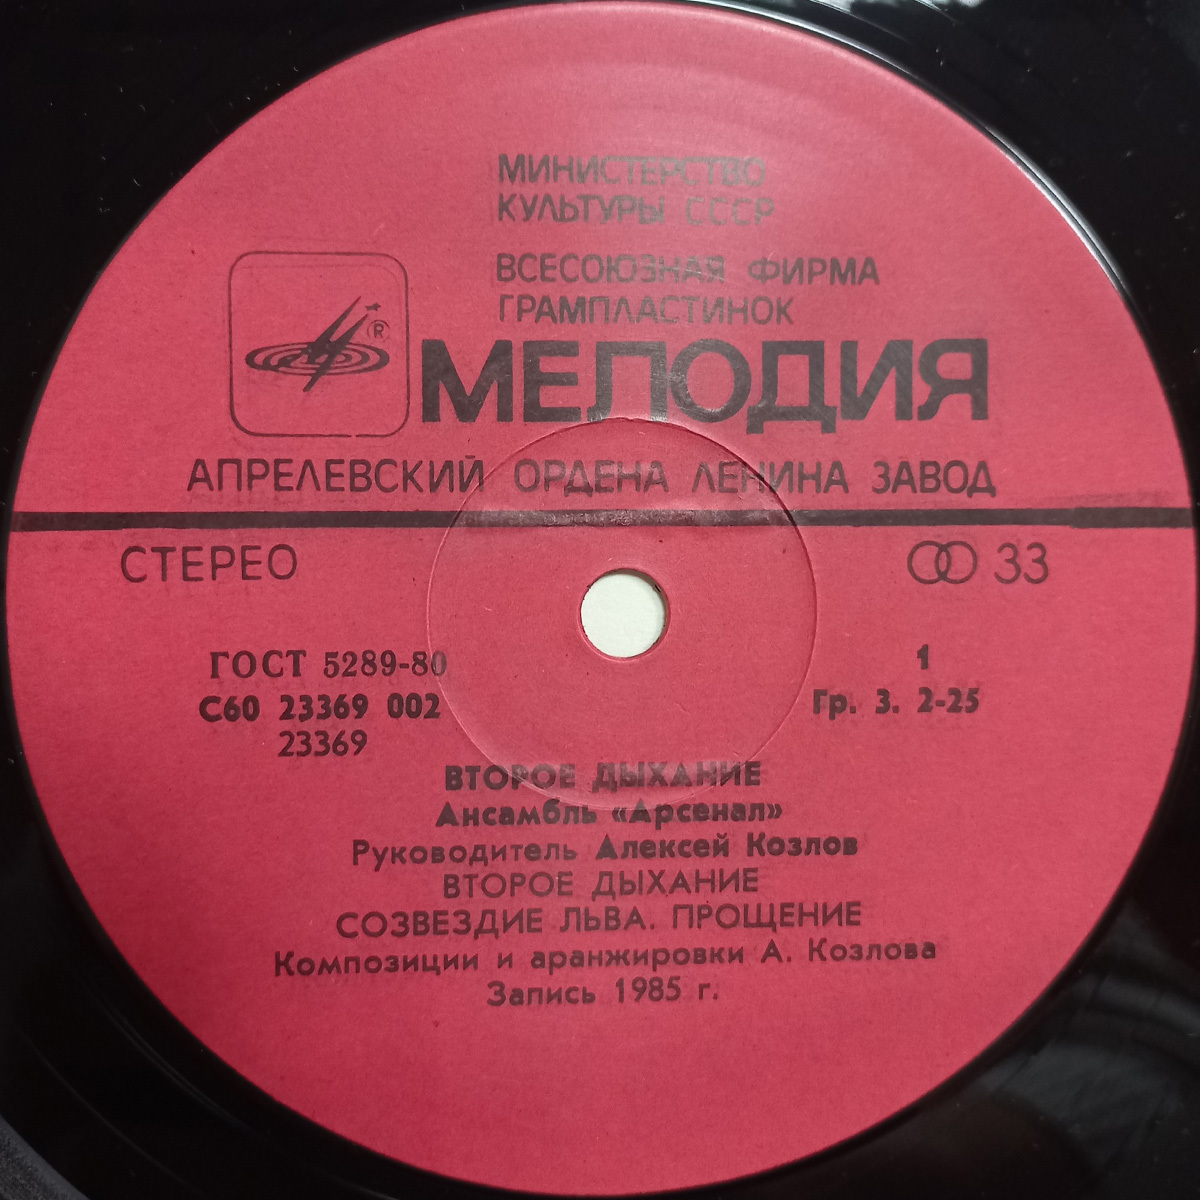 МИНИСТЕРСТВО
КУЛЬТУРЫ СССР
ВСЕСОЮЗНАЯ ФИРМА
ГРАМПЛАСТИНОК
®
МЕЛОДИЯ
АПРЕЛЕВСКИЙ ОРДЕНА ЛЕНИНА ЗАВОД
СТЕРЕО 33
ГОСТ 5289-80 1
С60 23369 002 Гр. 3. 2-25
23369
ВТОРОЕ ДЫХАНИЕ
Ансамбль «Арсенал»
Руководитель Алексей Козлов
ВТОРОЕ ДЫХАНИЕ
СОЗВЕЗДИЕ ЛЬВА. ПРОЩЕНИЕ
Композиции и аранжировки А. Козлова
Запись 1985 г.